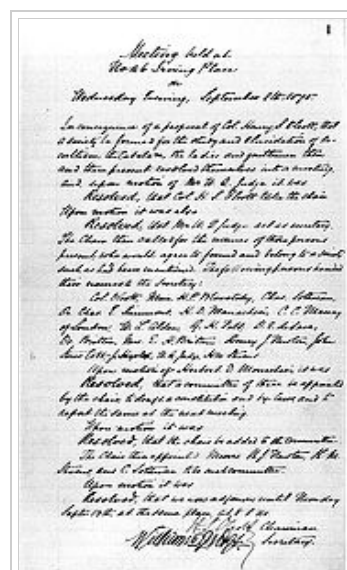 1
Meeting held at
No 46 Irving Place
on
Wednesday Evening, September 8th 1875.
In consequence of a proposal of Col. Henry S. Olcott, that
a society be formed for the study and elucidation of Oc-
cultism, the Cabala, &c, the ladies and gentlemen then
and there present resolved themselves into a meeting,
and, upon motion of Mr W. Q. Judge it was
Resolved, that Col H. S. Olcott take the chair.
Upon motion it was also
Resolved, that Mr W. Q. Judge act as secretary.
The Chair then called for the names of those persons
present, who would agree to found and belong to a Society
such as had been mentioned. The following persons handed
their names to the Secretary:
Col. Olcott, Mme. H. P. Blavatsky, Chas. Sotheran,
Dr. Chas. E. Simmons, H. D. Monachesi, C. C. Massey
of London, W. L. Alden, G. H. Felt, D. E. de Lara,
Dr. Britten, Mrs. E. H. Britten, Henry J. Newton, John
Storer Cobb, J. Hyslop, W. Q. Judge, H. M. Stevens
Upon motion of Herbert D. Monachesi it was
Resolved, that a committee of three be appointed
by the chair, to draft a constitution and by laws and to
report the same at the next meeting.
Upon motion it was
Resolved, that the chair be added to the Committee.
The Chair then appointed Messrs H. J. Newton, H. M.
Stevens, and C. Sotheran to be such committee.
Upon motion it was
Resolved, that we now adjourn until Monday
Septr. 13th, at the same place, at 8 P. M.
H. S. Olcott Chairman
William Q. Judge Secretary.